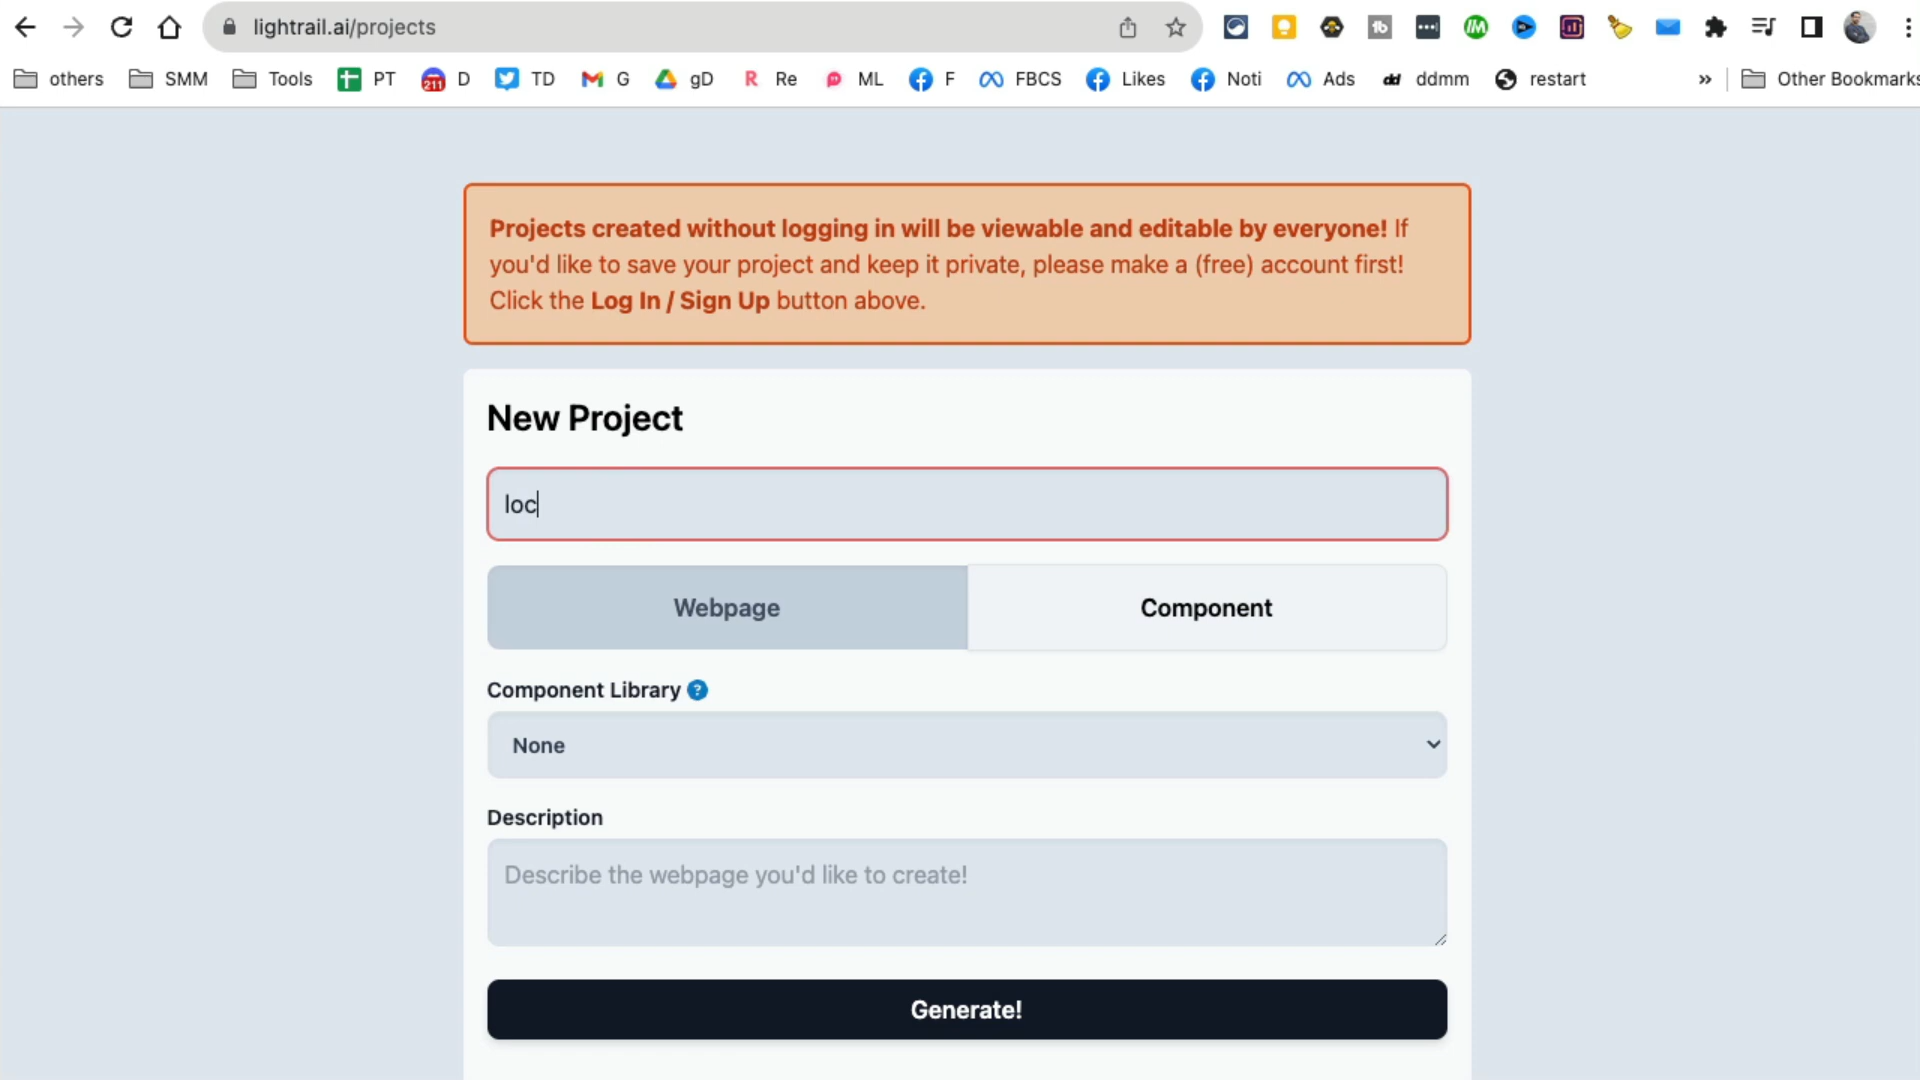 lightrail.ai/projects
others SMM Tools PT 211 D TD G gD R Re ML F FBCS Likes Noti Ads dd ddmm restart » Other Bookmarks
Projects created without logging in will be viewable and editable by everyone! If
you'd like to save your project and keep it private, please make a (free) account first!
Click the Log In / Sign Up button above.
New Project
loc
Webpage Component
Component Library ?
None
Description
Describe the webpage you'd like to create!
Generate!